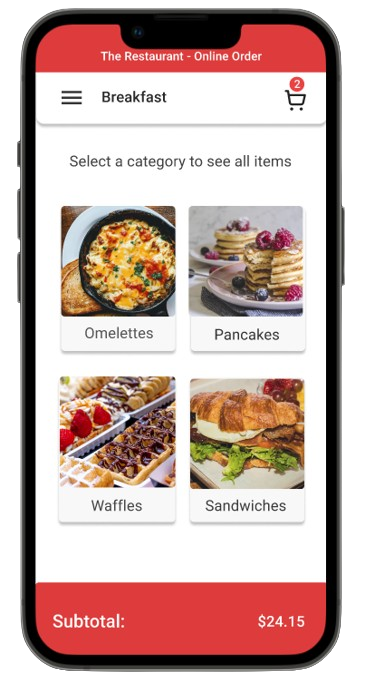 The Restaurant - Online Order
Breakfast
2
Select a category to see all items
Omelettes
Pancakes
Waffles
Sandwiches
Subtotal: $24.15